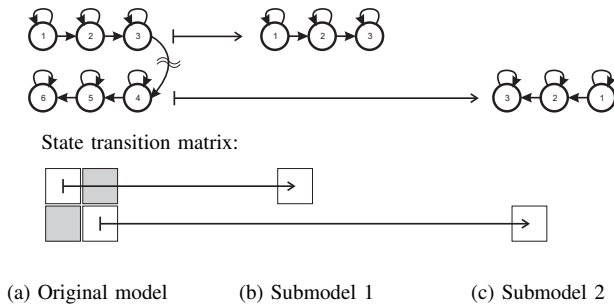 1 2 3 1 2 3
6 5 4 3 2 1
State transition matrix:
(a) Original model (b) Submodel 1 (c) Submodel 2